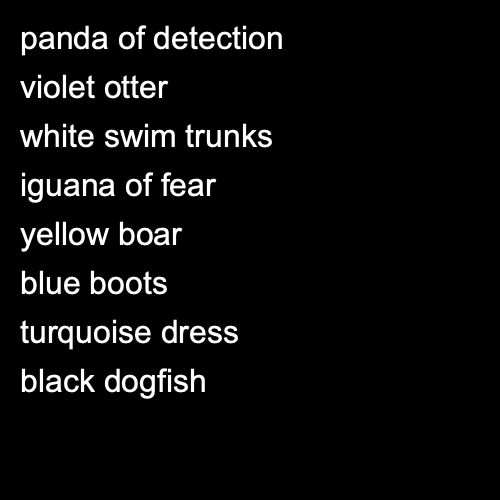 panda of detection
violet otter
white swim trunks
iguana of fear
yellow boar
blue boots
turquoise dress
black dogfish